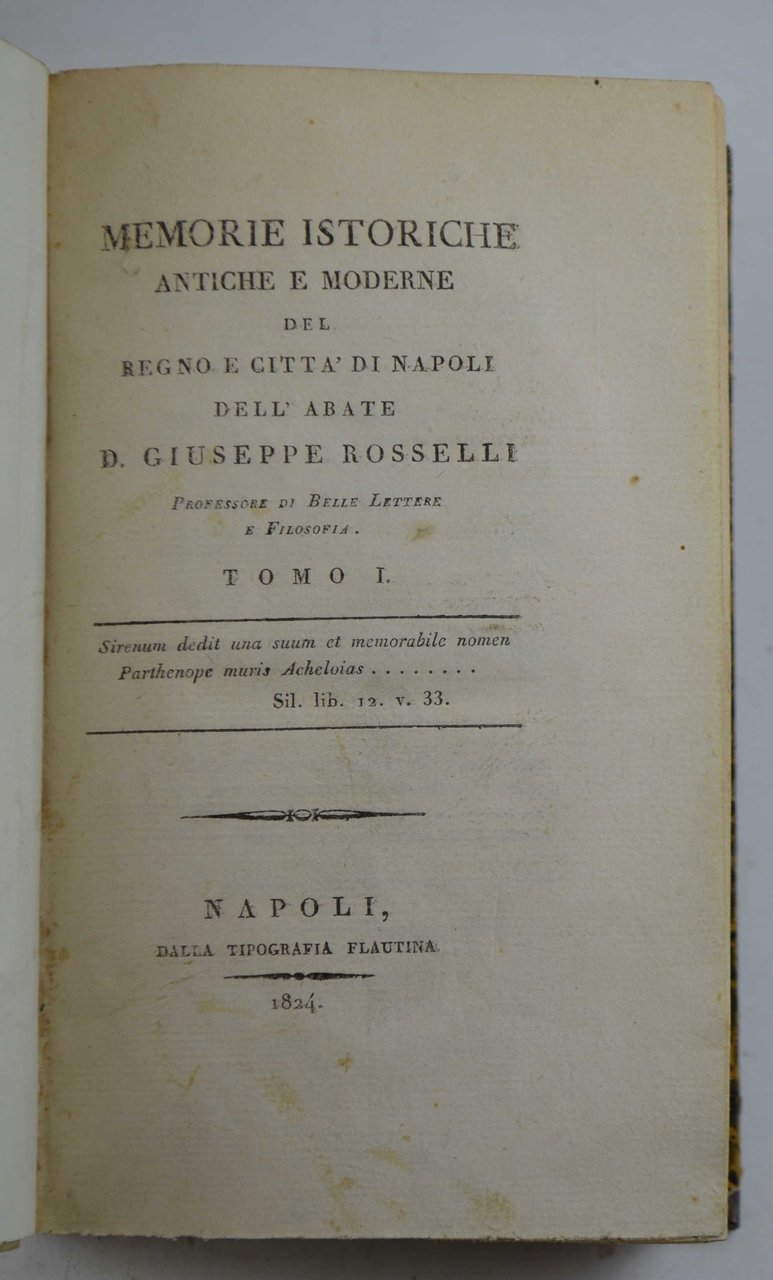 MEMORIE ISTORICHE
ANTICHE E MODERNE
DEL
REGNO E CITTA' DI NAPOLI
DELL' ABATE
D. GIUSEPPE ROSSELLI
PROFESSORE DI BELLE LETTERE
E FILOSOFIA.
TOMO I.
Sirenum dedit una suum et memorabile nomen
Parthenope muris Acheloias . . . . . . . .
Sil. lib. 12. v. 33.
NAPOLI,
DALLA TIPOGRAFIA FLAUTINA
1824.